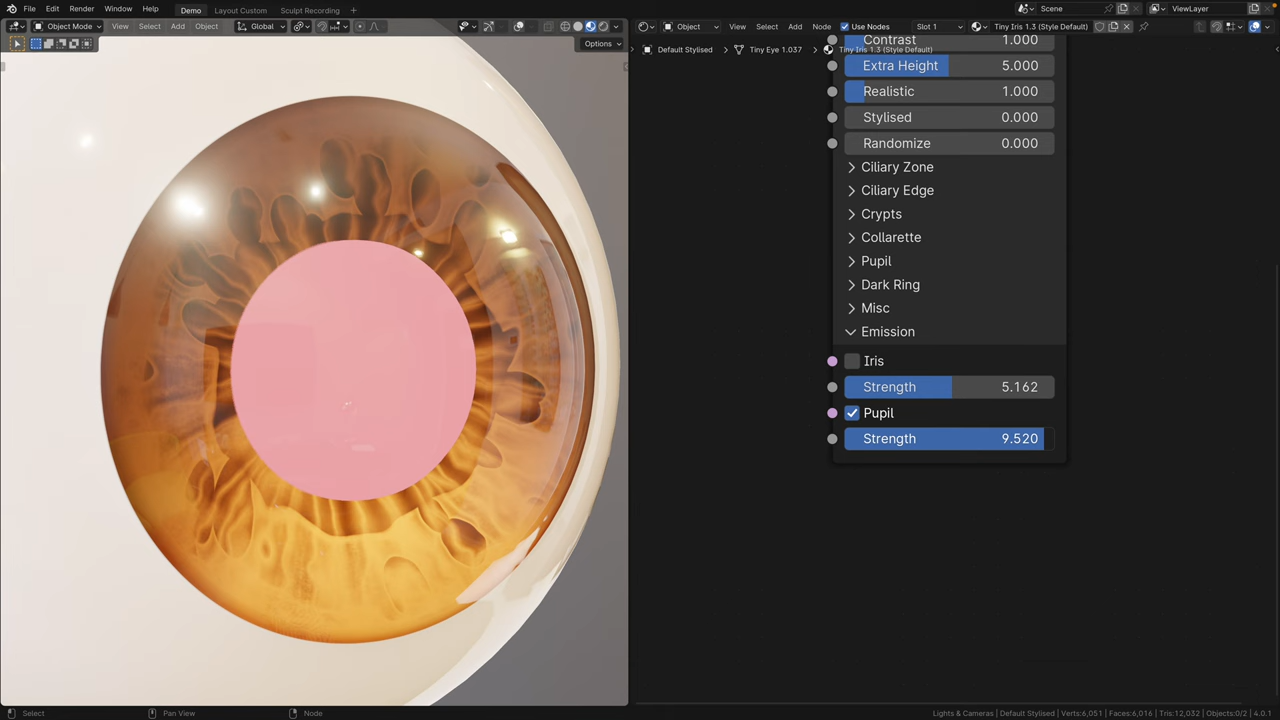 File Edit Render Window Help Demo Layout Custom Sculpt Recording + Scene ViewLayer
Object Mode View Select Add Object Global
Object View Select Add Node Use Nodes Slot 1 Tiny Iris 1.3 (Style Default)
Options
Default Stylised Tiny Eye 1.037 Tiny Iris 1.3 (Style Default)
Contrast 1.000
Extra Height 5.000
Realistic 1.000
Stylised 0.000
Randomize 0.000
Ciliary Zone
Ciliary Edge
Crypts
Collarette
Pupil
Dark Ring
Misc
Emission
Iris
Strength 5.162
Pupil
Strength 9.520
Select Pan View Node Lights & Cameras | Default Stylised | Verts:6,051 | Faces:6,016 | Tris:12,032 | Objects:0/2 | 4.0.1